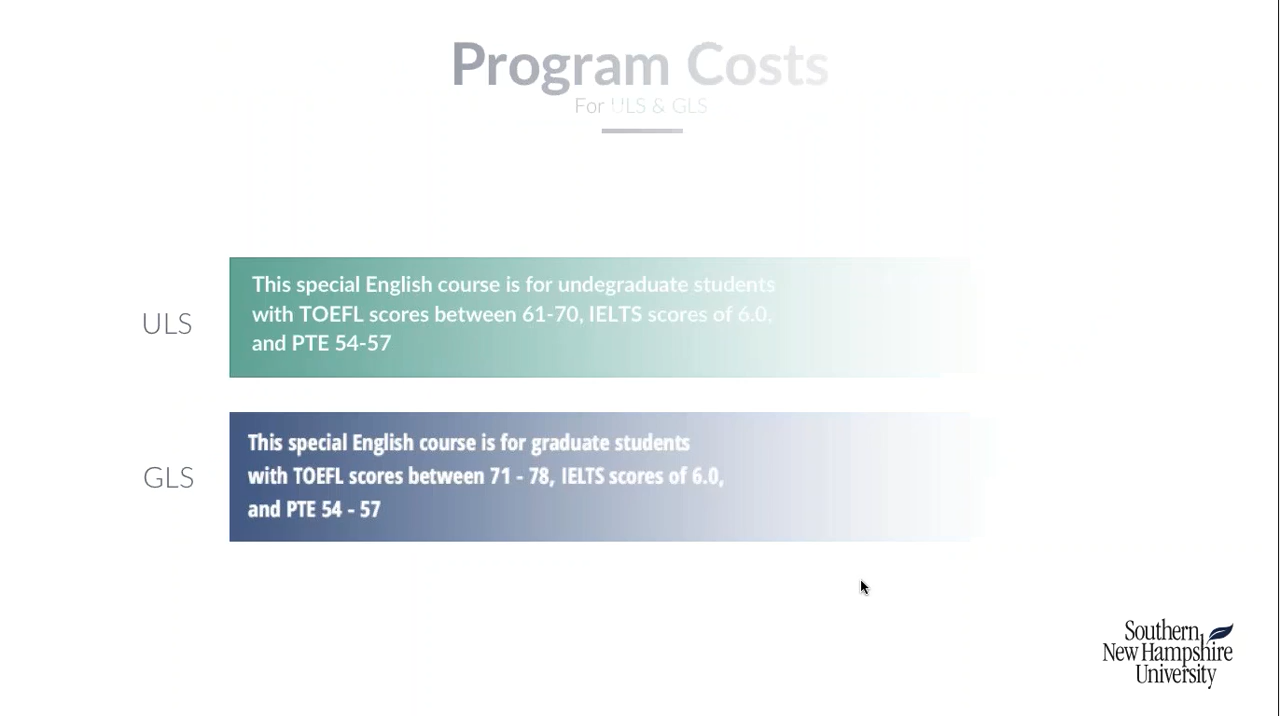 Program Costs
For ULS & GLS
ULS
This special English course is for undegraduate students
with TOEFL scores between 61-70, IELTS scores of 6.0,
and PTE 54-57
GLS
This special English course is for graduate students
with TOEFL scores between 71 - 78, IELTS scores of 6.0,
and PTE 54 - 57
Southern
New Hampshire
University